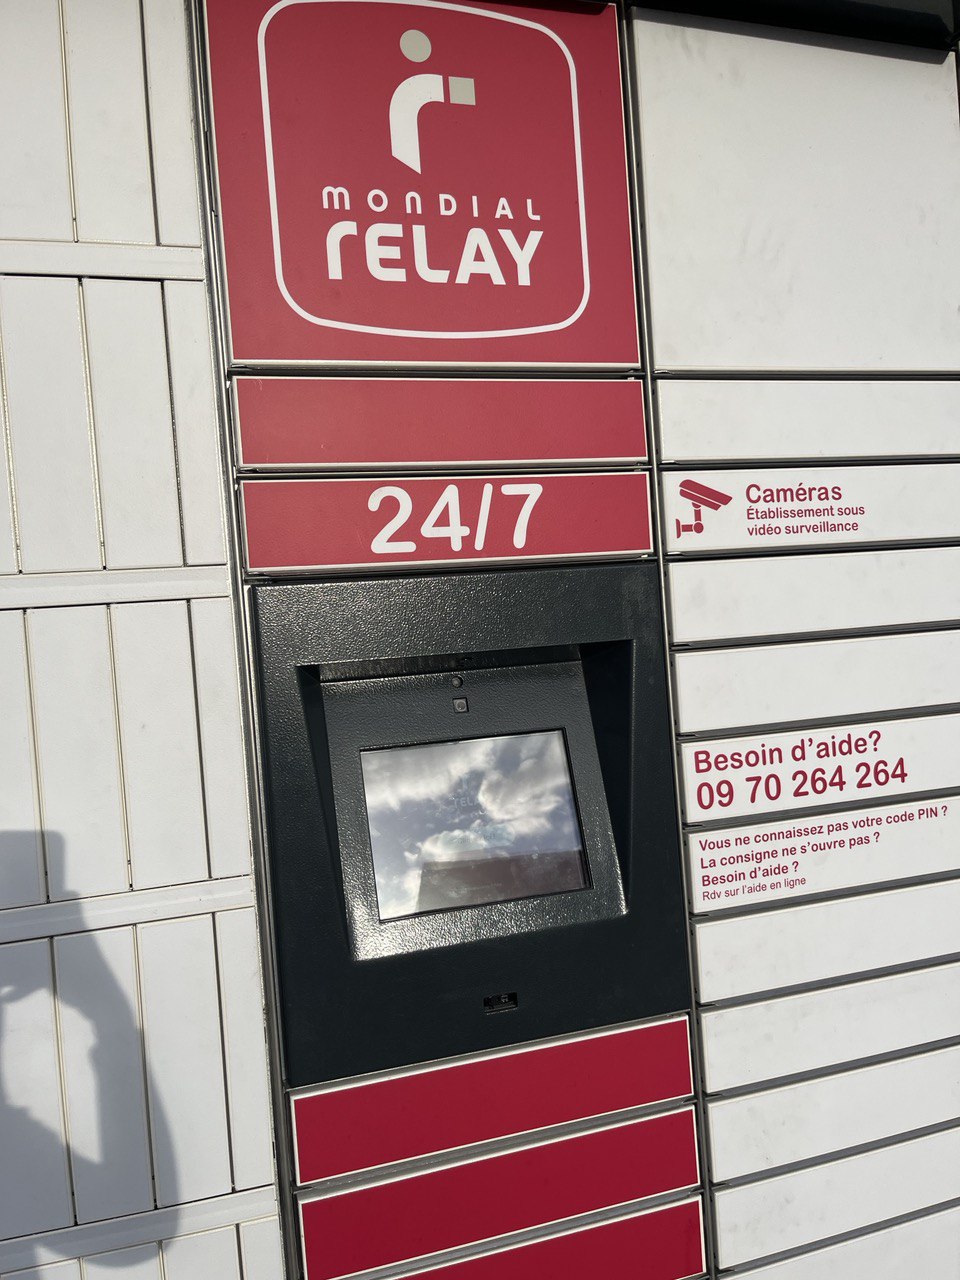 MONDIAL
RELAY
24/7
Caméras
Établissement sous
vidéo surveillance
Besoin d'aide?
09 70 264 264
Vous ne connaissez pas votre code PIN ?
La consigne ne s'ouvre pas ?
Besoin d'aide ?
Rdv sur l'aide en ligne